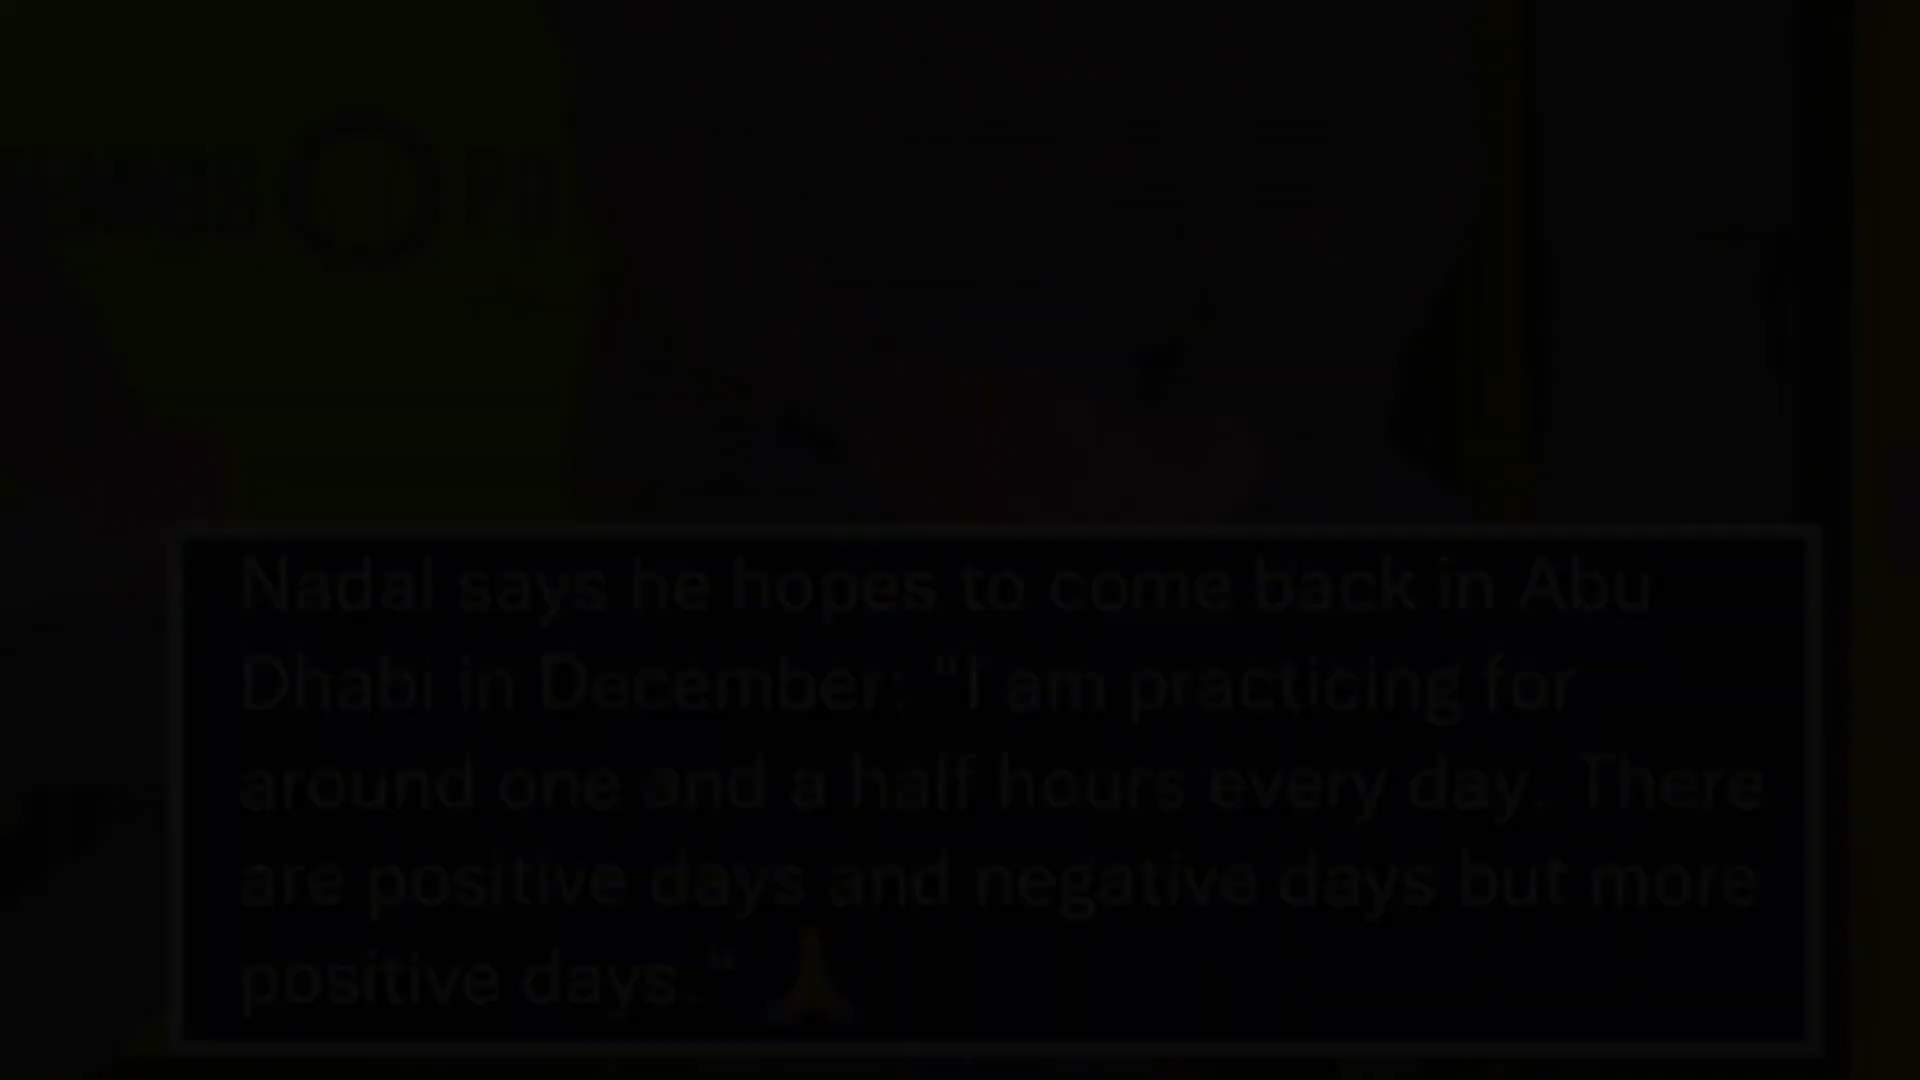 Nadal says he hopes to come back in Abu
Dhabi in December: "I am practicing for
around one and a half hours every day. There
are positive days and negative days but more
positive days." 🙏